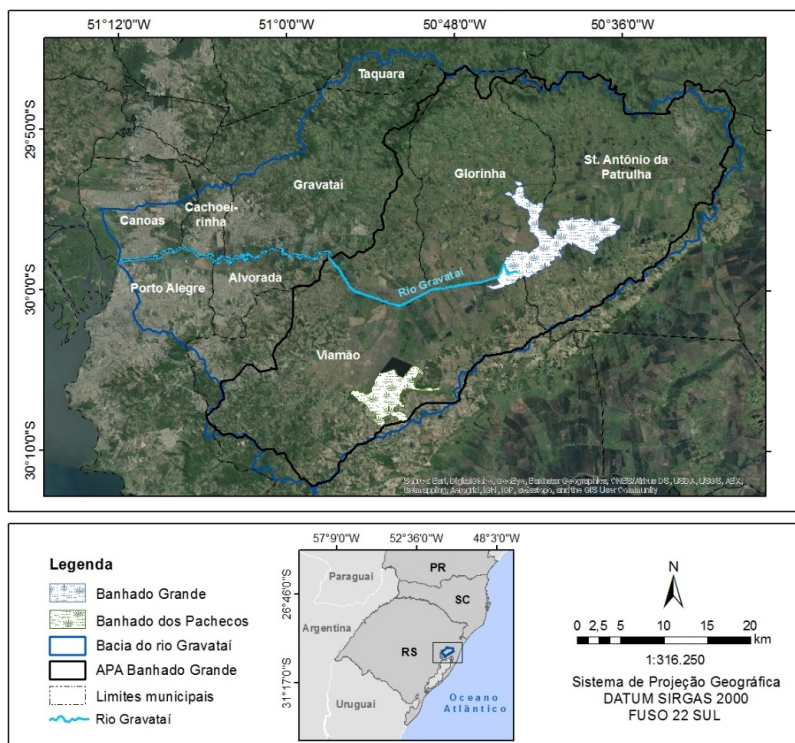 51°12'0"W 51°0'0"W 50°48'0"W 50°36'0"W
29°50'0"S
30°0'0"S
30°10'0"S
Taquara
St. Antônio da
Patrulha
Glorinha
Gravataí
Cachoei-
rinha
Canoas
Porto Alegre
Alvorada
Rio Gravataí
Viamão
and the GIS User Community
Legenda
Banhado Grande
Banhado dos Pachecos
Bacia do rio Gravataí
APA Banhado Grande
Limites municipais
Rio Gravataí
57°9'0"W 52°36'0"W 48°3'0"W
26°46'0"S
31°17'0"S
Paraguai
PR
SC
Argentina
RS
Uruguai
Oceano
Atlântico
N
0 2,5 5 10 15 20
km
1:316.250
Sistema de Projeção Geográfica
DATUM SIRGAS 2000
FUSO 22 SUL